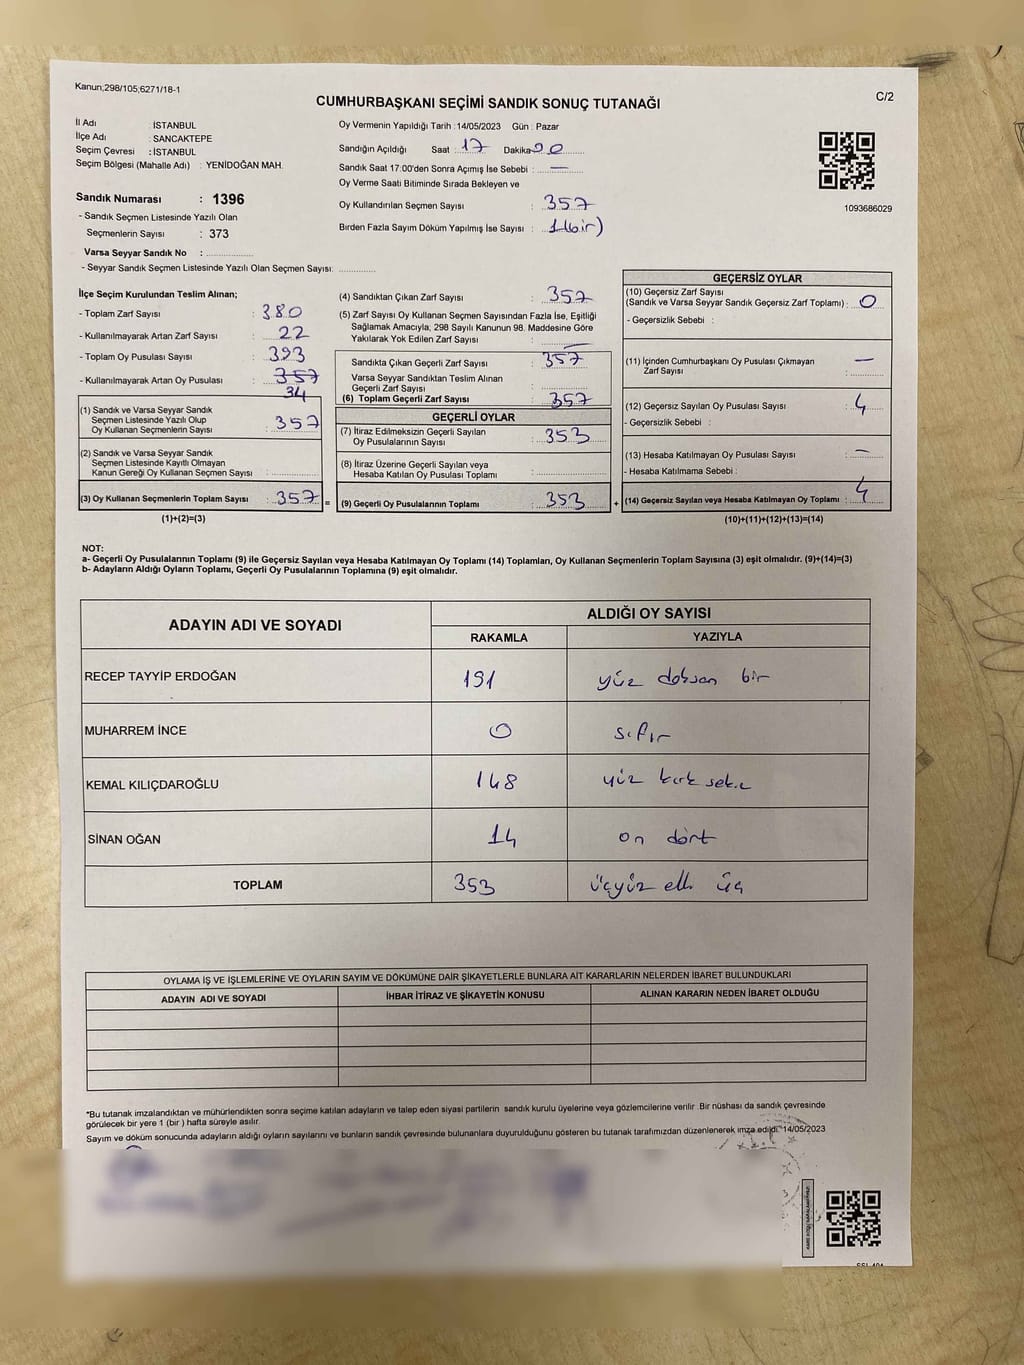 Kanun;298/105;6271/18-1
C/2
CUMHURBAŞKANI SEÇİMİ SANDIK SONUÇ TUTANAĞI
İl Adı : İSTANBUL
İlçe Adı : SANCAKTEPE
Seçim Çevresi : İSTANBUL
Seçim Bölgesi (Mahalle Adı) : YENİDOĞAN MAH.
Oy Vermenin Yapıldığı Tarih :14/05/2023 Gün : Pazar
Sandığın Açıldığı Saat : 17 Dakika
Sandık Saat 17:00'den Sonra Açımış İse Sebebi : —
Oy Verme Saati Bitiminde Sırada Bekleyen ve
Oy Kullandırılan Seçmen Sayısı : 357
Birden Fazla Sayım Döküm Yapılmış İse Sayısı : 1(bir)
1093686029
Sandık Numarası : 1396
- Sandık Seçmen Listesinde Yazılı Olan
Seçmenlerin Sayısı : 373
Varsa Seyyar Sandık No :
- Seyyar Sandık Seçmen Listesinde Yazılı Olan Seçmen Sayısı:
İlçe Seçim Kurulundan Teslim Alınan;
- Toplam Zarf Sayısı : 380
- Kullanılmayarak Artan Zarf Sayısı : 22
- Toplam Oy Pusulası Sayısı : 393
- Kullanılmayarak Artan Oy Pusulası : 357
34
(1) Sandık ve Varsa Seyyar Sandık
Seçmen Listesinde Yazılı Olup
Oy Kullanan Seçmenlerin Sayısı : 357
(2) Sandık ve Varsa Seyyar Sandık
Seçmen Listesinde Kayıtlı Olmayan
Kanun Gereği Oy Kullanan Seçmen Sayısı :
(3) Oy Kullanan Seçmenlerin Toplam Sayısı : 357 =
(1)+(2)=(3)
(4) Sandıktan Çıkan Zarf Sayısı : 357
(5) Zarf Sayısı Oy Kullanan Seçmen Sayısından Fazla İse, Eşitliği
Sağlamak Amacıyla; 298 Sayılı Kanunun 98. Maddesine Göre
Yakılarak Yok Edilen Zarf Sayısı : —
Sandıkta Çıkan Geçerli Zarf Sayısı : 357
Varsa Seyyar Sandıktan Teslim Alınan
Geçerli Zarf Sayısı :
(6) Toplam Geçerli Zarf Sayısı : 357
GEÇERLİ OYLAR
(7) İtiraz Edilmeksizin Geçerli Sayılan
Oy Pusulalarının Sayısı : 353
(8) İtiraz Üzerine Geçerli Sayılan veya
Hesaba Katılan Oy Pusulası Toplamı :
(9) Geçerli Oy Pusulalarının Toplamı : 353 +
GEÇERSİZ OYLAR
(10) Geçersiz Zarf Sayısı
(Sandık ve Varsa Seyyar Sandık Geçersiz Zarf Toplamı) : 0
- Geçersizlik Sebebi :
(11) İçinden Cumhurbaşkanı Oy Pusulası Çıkmayan
Zarf Sayısı : —
(12) Geçersiz Sayılan Oy Pusulası Sayısı : 4
- Geçersizlik Sebebi :
(13) Hesaba Katılmayan Oy Pusulası Sayısı : —
- Hesaba Katılmama Sebebi :
(14) Geçersiz Sayılan veya Hesaba Katılmayan Oy Toplamı : 4
(10)+(11)+(12)+(13)=(14)
NOT:
a- Geçerli Oy Pusulalarının Toplamı (9) ile Geçersiz Sayılan veya Hesaba Katılmayan Oy Toplamı (14) Toplamları, Oy Kullanan Seçmenlerin Toplam Sayısına (3) eşit olmalıdır. (9)+(14)=(3)
b- Adayların Aldığı Oyların Toplamı, Geçerli Oy Pusulalarının Toplamına (9) eşit olmalıdır.
ADAYIN ADI VE SOYADI
ALDIĞI OY SAYISI
RAKAMLA YAZIYLA
RECEP TAYYİP ERDOĞAN 191 yüz doksan bir
MUHARREM İNCE 0 sıfır
KEMAL KILIÇDAROĞLU 148 yüz kırk sekiz
SİNAN OĞAN 14 on dört
TOPLAM 353 üçyüz elli üç
OYLAMA İŞ VE İŞLEMLERİNE VE OYLARIN SAYIM VE DÖKÜMÜNE DAİR ŞİKAYETLERLE BUNLARA AİT KARARLARIN NELERDEN İBARET BULUNDUKLARI
ADAYIN ADI VE SOYADI İHBAR İTİRAZ VE ŞİKAYETİN KONUSU ALINAN KARARIN NEDEN İBARET OLDUĞU
*Bu tutanak imzalandıktan ve mühürlendikten sonra seçime katılan adayların ve talep eden siyasi partilerin sandık kurulu üyelerine veya gözlemcilerine verilir .Bir nüshası da sandık çevresinde
görülecek bir yere 1 (bir ) hafta süreyle asılır.
Sayım ve döküm sonucunda adayların aldığı oyların sayılarını ve bunların sandık çevresinde bulunanlara duyurulduğunu gösteren bu tutanak tarafımızdan düzenlenerek imza edildi. 14/05/2023